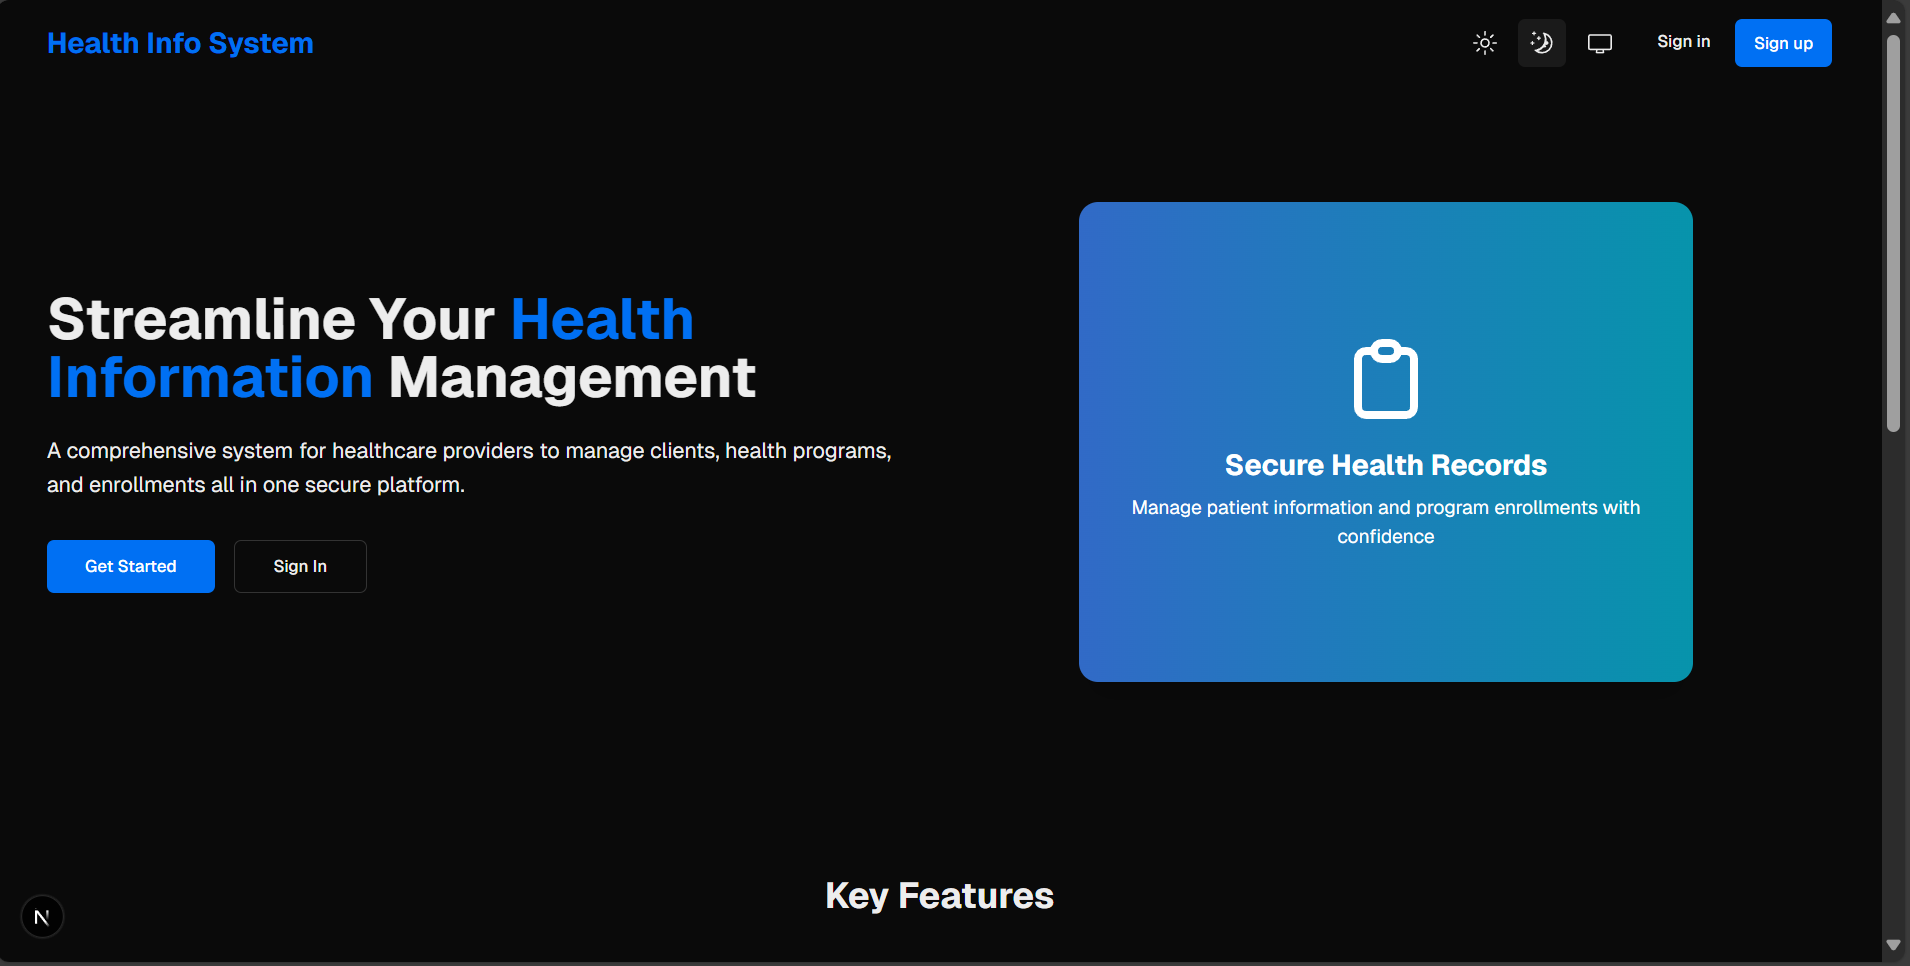 Health Info System
Sign in
Sign up
Streamline Your Health
Information Management
A comprehensive system for healthcare providers to manage clients, health programs,
and enrollments all in one secure platform.
Get Started
Sign In
Secure Health Records
Manage patient information and program enrollments with
confidence
Key Features
N